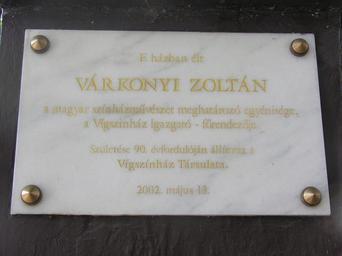 E házban élt
VÁRKONYI ZOLTÁN
a magyar színházművészet meghatározó egyénisége,
a Vígszínház igazgató - főrendezője.
Születése 90. évfordulóján állította a
Vígszínház Társulata.
2002. május 13.